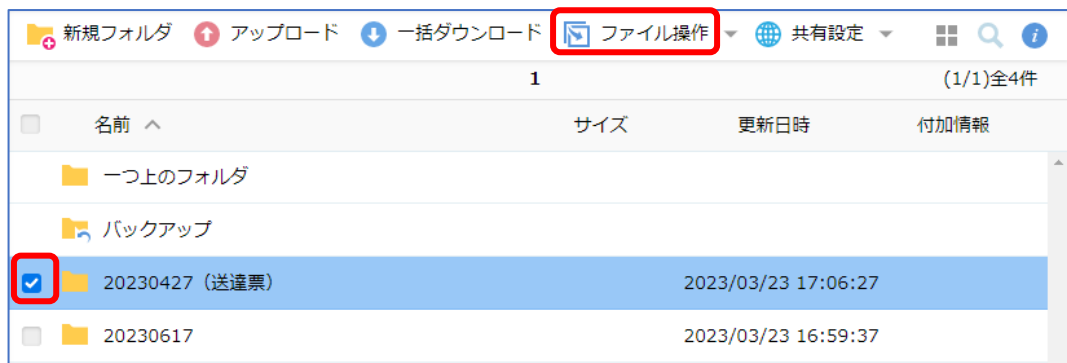 新規フォルダ アップロード 一括ダウンロード ファイル操作 共有設定
1 (1/1)全4件
名前 サイズ 更新日時 付加情報
一つ上のフォルダ
バックアップ
20230427（送達票） 2023/03/23 17:06:27
20230617 2023/03/23 16:59:37